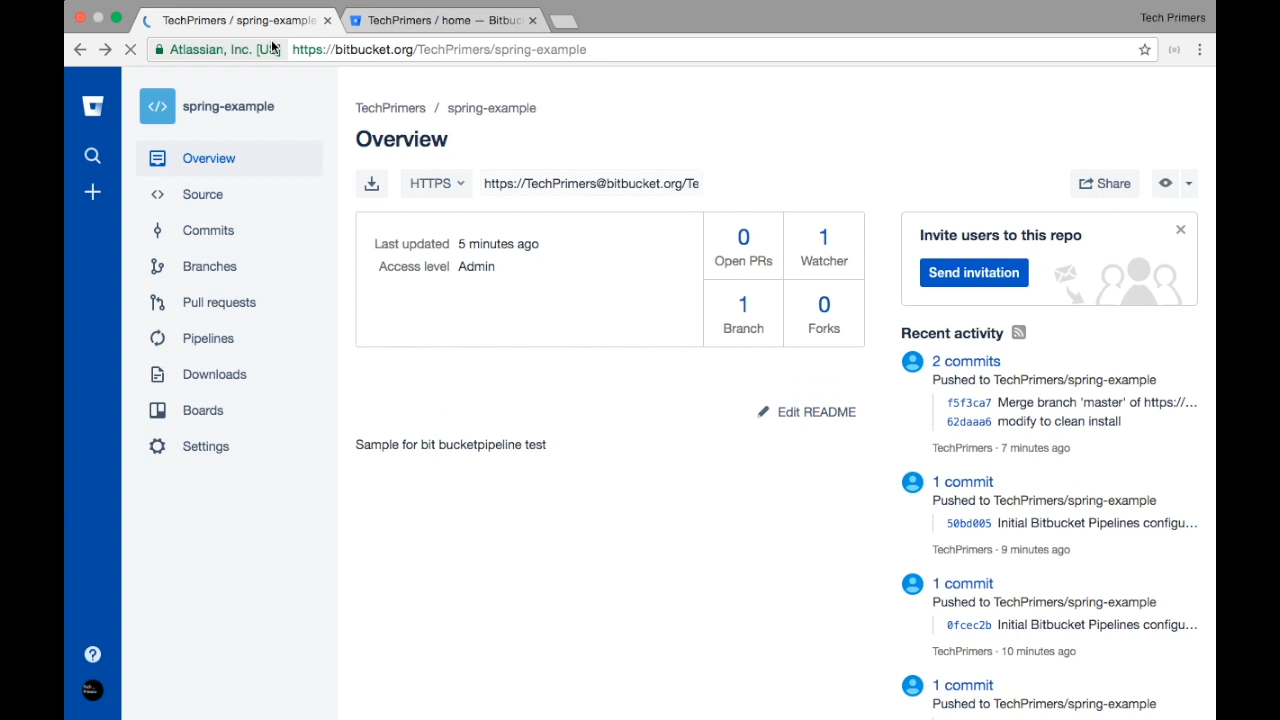 TechPrimers / spring-example
TechPrimers / home — Bitbuc
Tech Primers
Atlassian, Inc. [US]
https://bitbucket.org/TechPrimers/spring-example
spring-example
Overview
Source
Commits
Branches
Pull requests
Pipelines
Downloads
Boards
Settings
TechPrimers / spring-example
Overview
HTTPS
https://TechPrimers@bitbucket.org/Te
Share
Last updated 5 minutes ago
Access level Admin
0
Open PRs
1
Watcher
1
Branch
0
Forks
Edit README
Sample for bit bucketpipeline test
Invite users to this repo
Send invitation
Recent activity
2 commits
Pushed to TechPrimers/spring-example
f5f3ca7 Merge branch 'master' of https://...
62daaa6 modify to clean install
TechPrimers · 7 minutes ago
1 commit
Pushed to TechPrimers/spring-example
50bd005 Initial Bitbucket Pipelines configu...
TechPrimers · 9 minutes ago
1 commit
Pushed to TechPrimers/spring-example
0fcec2b Initial Bitbucket Pipelines configu...
TechPrimers · 10 minutes ago
1 commit
Pushed to TechPrimers/spring-example